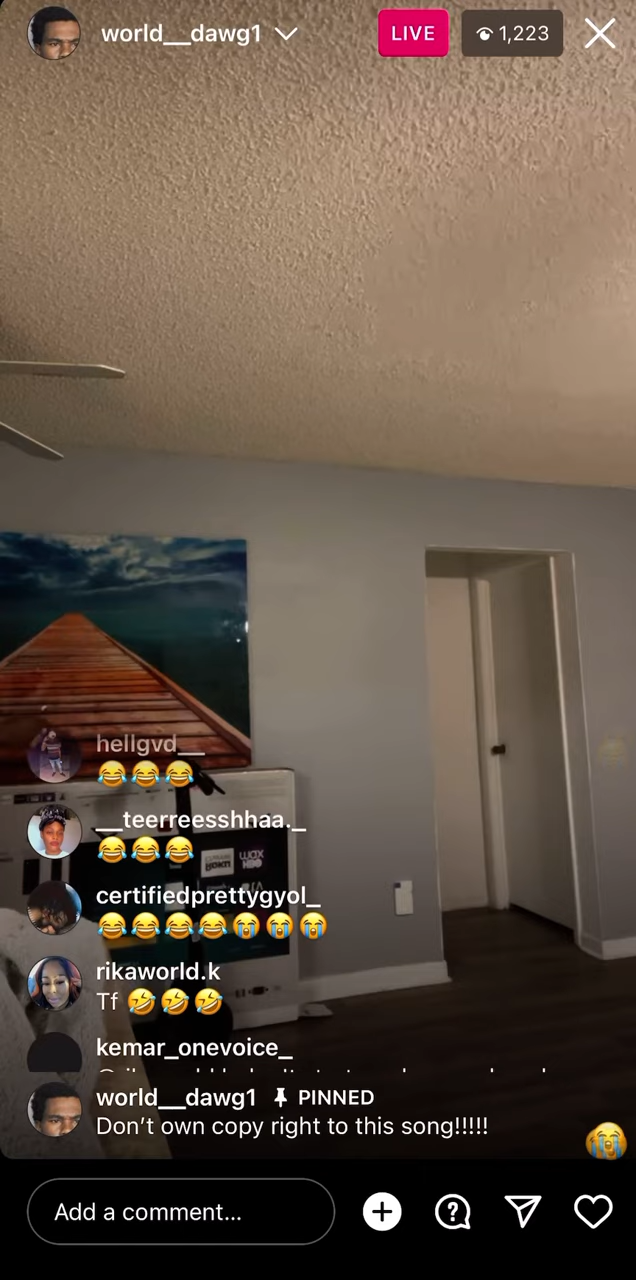 world__dawg1
LIVE
1,223
hellgvd__
😂😂😂
__teerreesshhaa._
😂😂😂
certifiedprettygyol_
😂😂😂😂😭😭😭
rikaworld.k
Tf 🤣🤣🤣
kemar_onevoice_
world__dawg1 PINNED
Don’t own copy right to this song!!!!!
Add a comment...